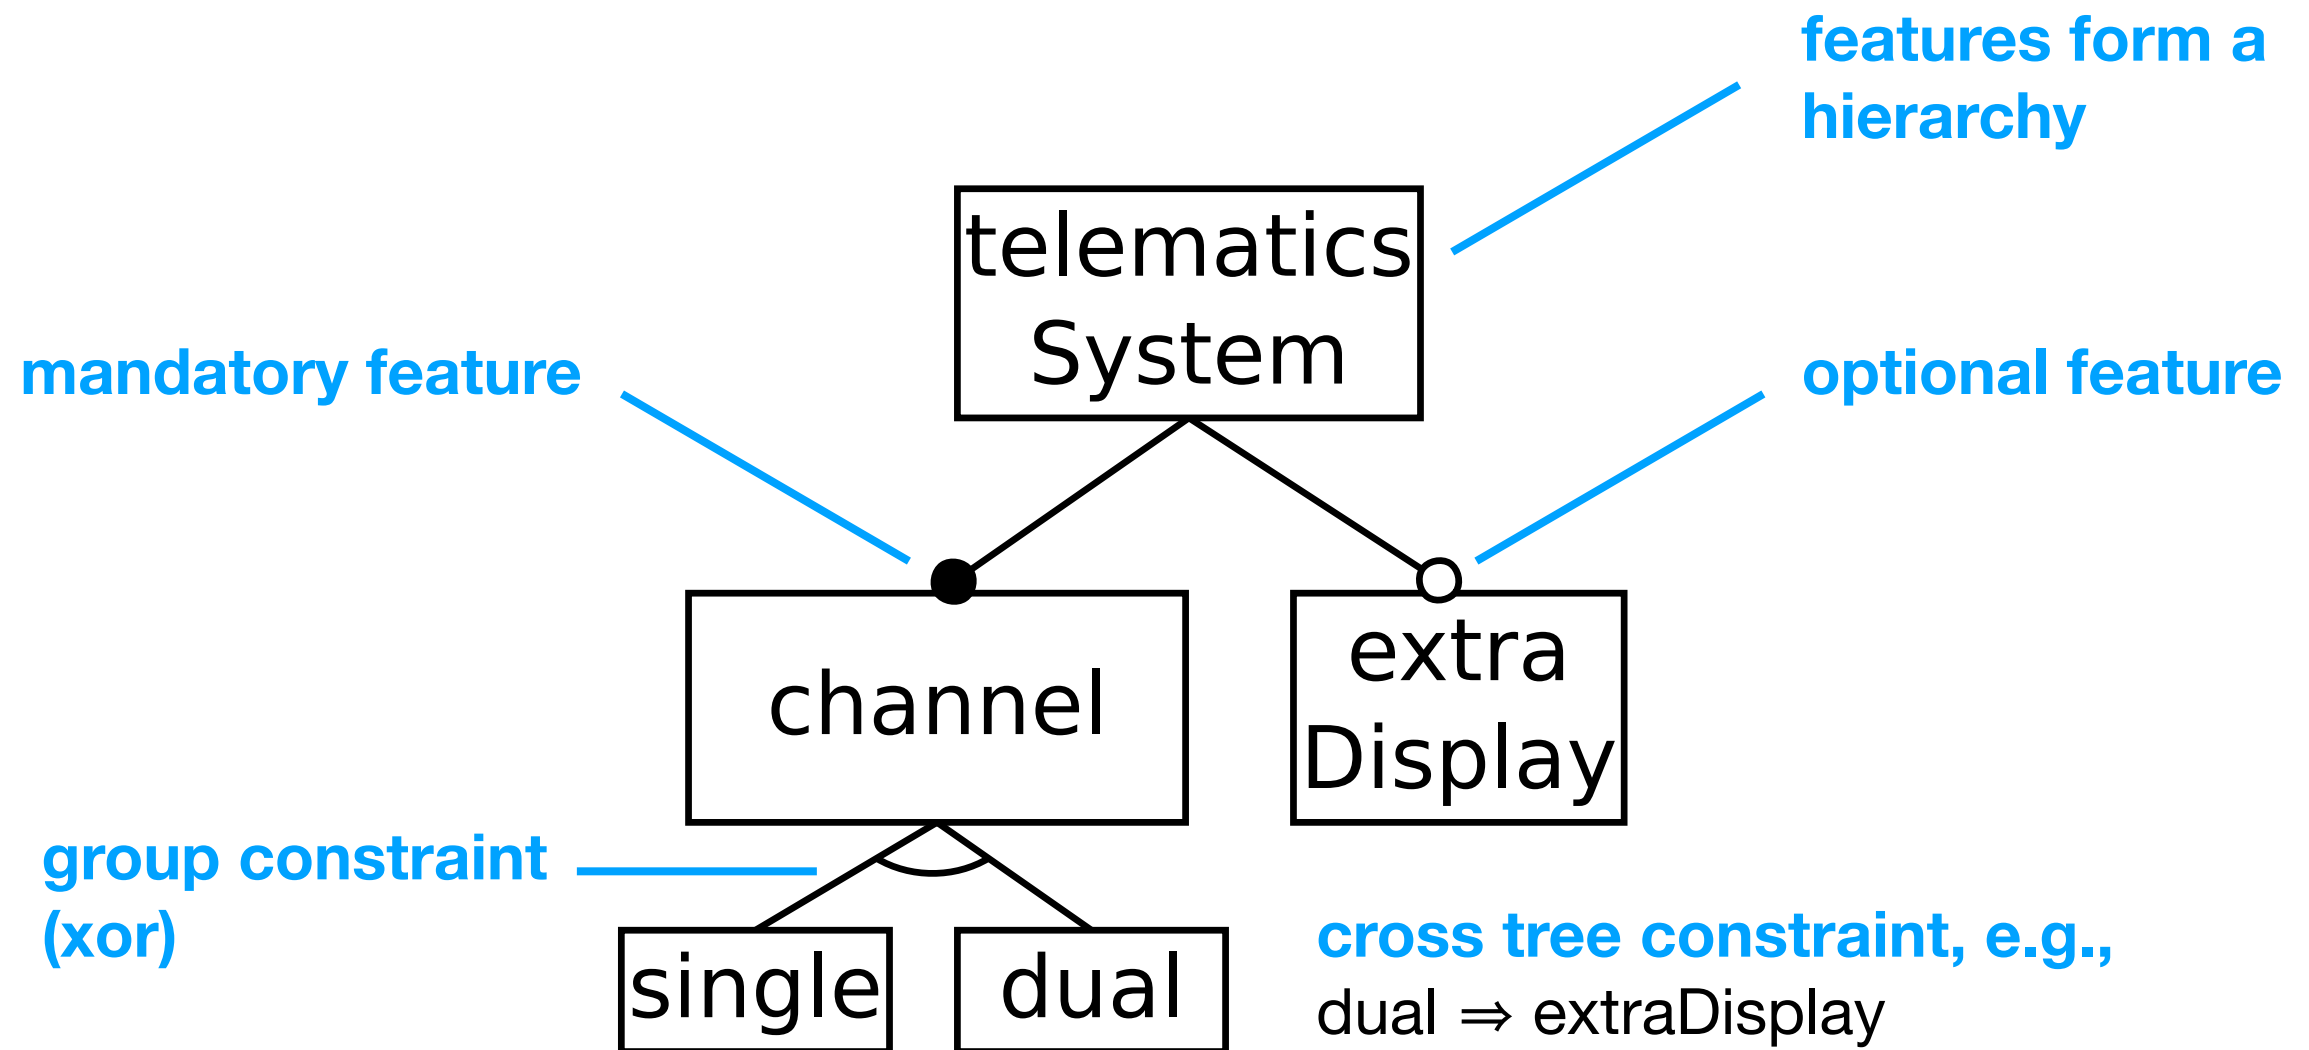 features form a
hierarchy
telematics
System
mandatory feature
optional feature
channel
extra
Display
group constraint
(xor)
single
dual
cross tree constraint, e.g.,
dual ⇒ extraDisplay